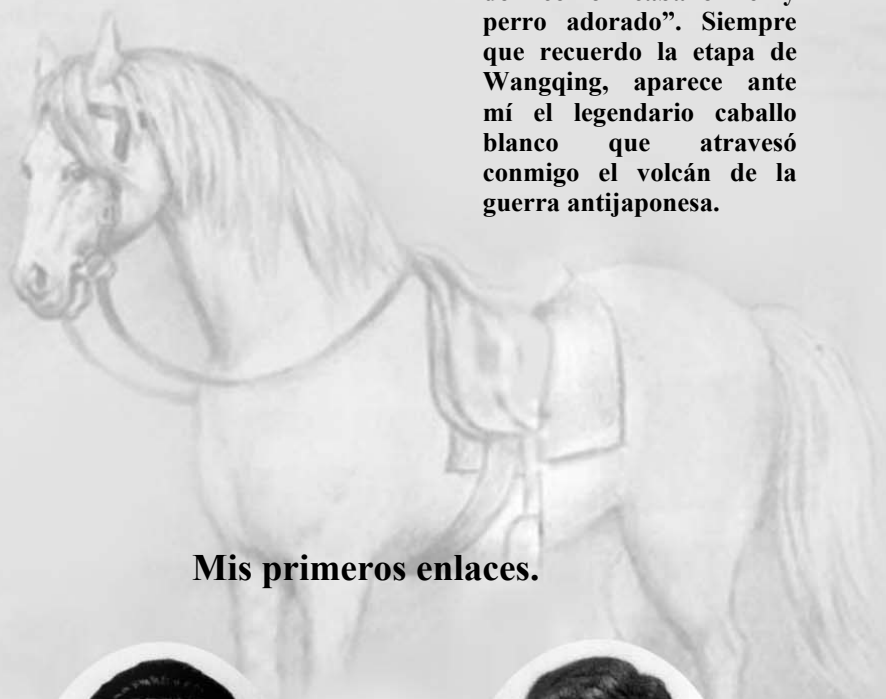 perro adorado”. Siempre
que recuerdo la etapa de
Wangqing, aparece ante
mí el legendario caballo
blanco que atravesó
conmigo el volcán de la
guerra antijaponesa.
Mis primeros enlaces.